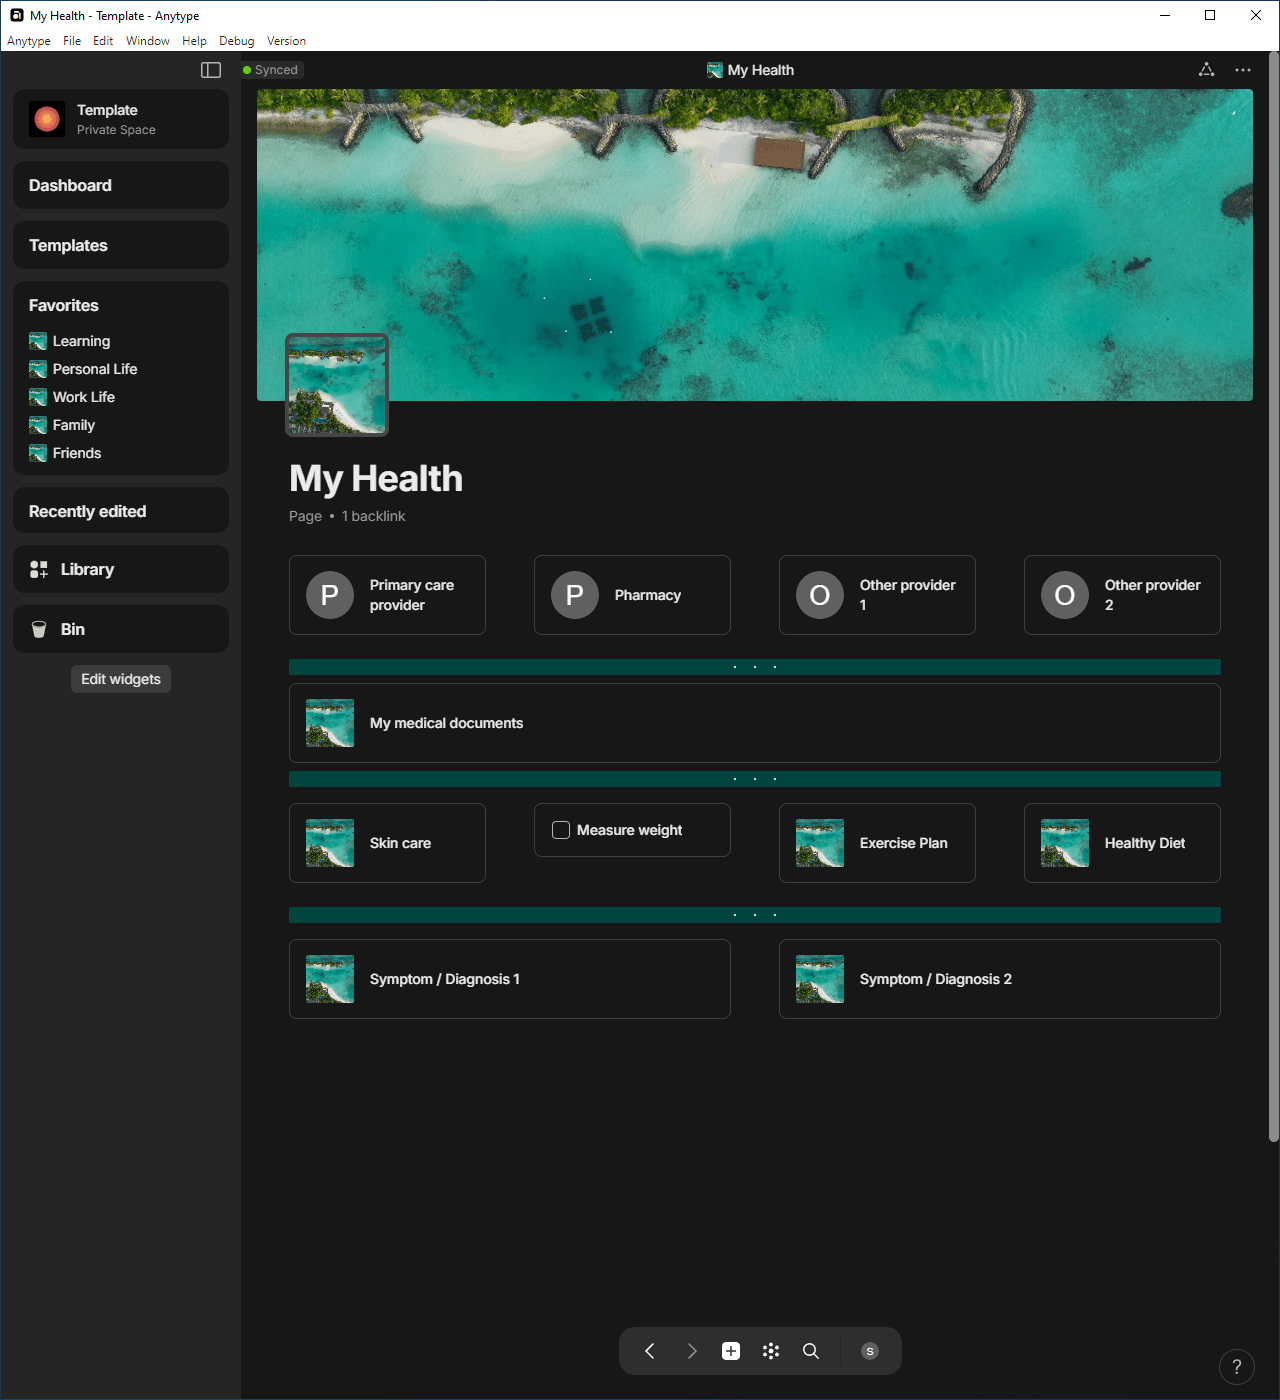 My Health - Template - Anytype
Anytype File Edit Window Help Debug Version
Synced
My Health
Template
Private Space
Dashboard
Templates
Favorites
Learning
Personal Life
Work Life
Family
Friends
Recently edited
Library
Bin
Edit widgets
My Health
Page • 1 backlink
P
Primary care
provider
P
Pharmacy
O
Other provider
1
O
Other provider
2
My medical documents
Skin care
Measure weight
Exercise Plan
Healthy Diet
Symptom / Diagnosis 1
Symptom / Diagnosis 2
S
?